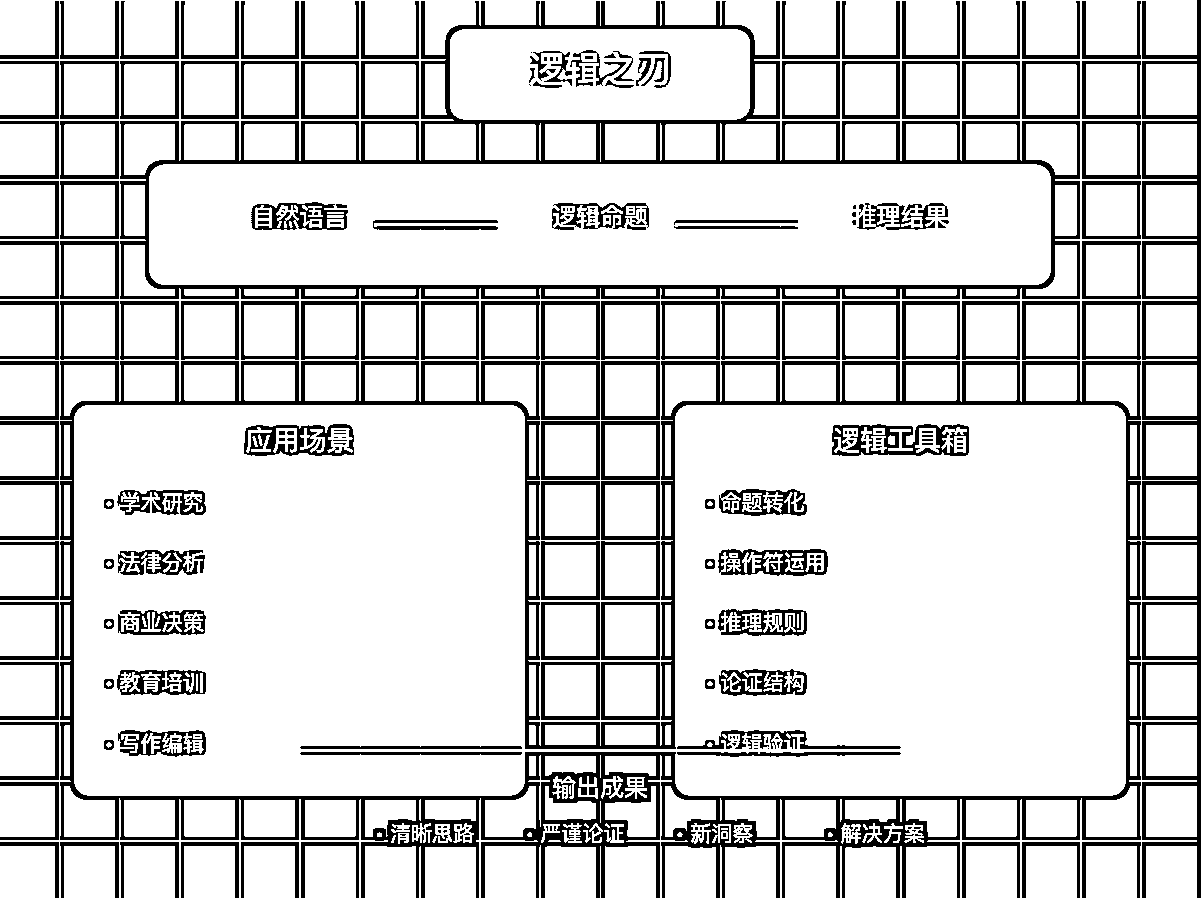 逻辑之刃
自然语言 逻辑命题 推理结果
应用场景
• 学术研究
• 法律分析
• 商业决策
• 教育培训
• 写作编辑
逻辑工具箱
• 命题转化
• 操作符运用
• 推理规则
• 论证结构
• 逻辑验证
输出成果
• 清晰思路 • 严谨论证 • 新洞察 • 解决方案